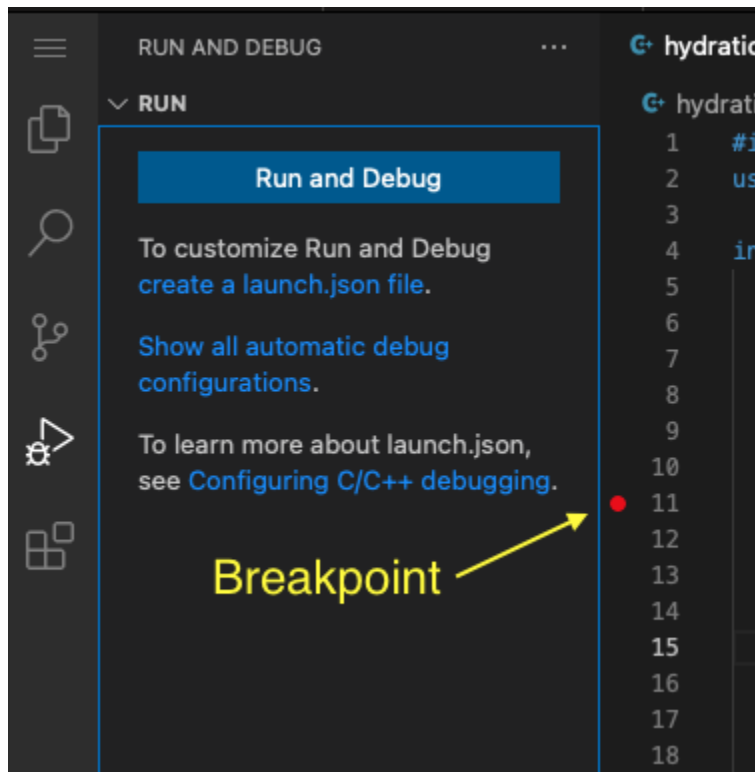 RUN AND DEBUG
RUN
Run and Debug
To customize Run and Debug
create a launch.json file.
Show all automatic debug
configurations.
To learn more about launch.json,
see Configuring C/C++ debugging.
Breakpoint
hydratio
hydrati
1 #i
2 us
3
4 in
5
6
7
8
9
10
11
12
13
14
15
16
17
18